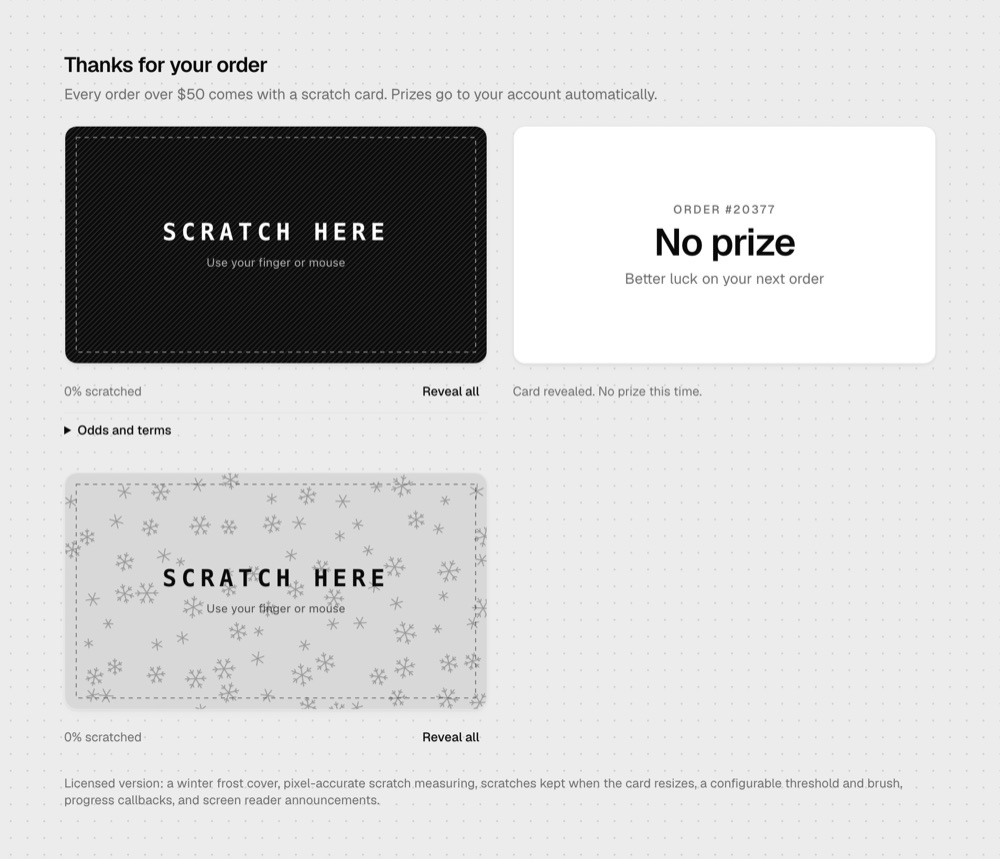 Thanks for your order
Every order over $50 comes with a scratch card. Prizes go to your account automatically.
SCRATCH HERE
Use your finger or mouse
0% scratched
Reveal all
ORDER #20377
No prize
Better luck on your next order
Card revealed. No prize this time.
Odds and terms
SCRATCH HERE
Use your finger or mouse
0% scratched
Reveal all
Licensed version: a winter frost cover, pixel-accurate scratch measuring, scratches kept when the card resizes, a configurable threshold and brush,
progress callbacks, and screen reader announcements.